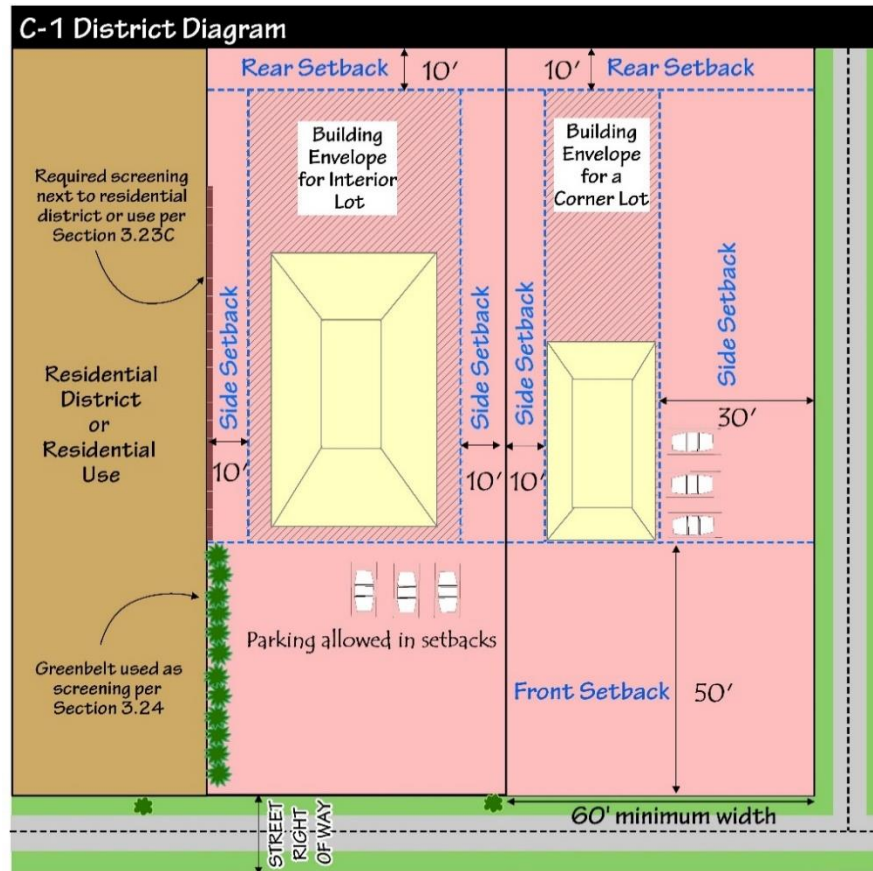 C-1 District Diagram
Rear Setback
10'
10'
Rear Setback
Building
Envelope
for Interior
Lot
Building
Envelope
for a
Corner Lot
Required screening
next to residential
district or use per
Section 3.23C
Side Setback
Side Setback
Side Setback
Side Setback
Residential
District
or
Residential
Use
30'
10'
10'
10'
Parking allowed in setbacks
Greenbelt used as
screening per
Section 3.24
Front Setback
50'
STREET
RIGHT
OF WAY
60' minimum width